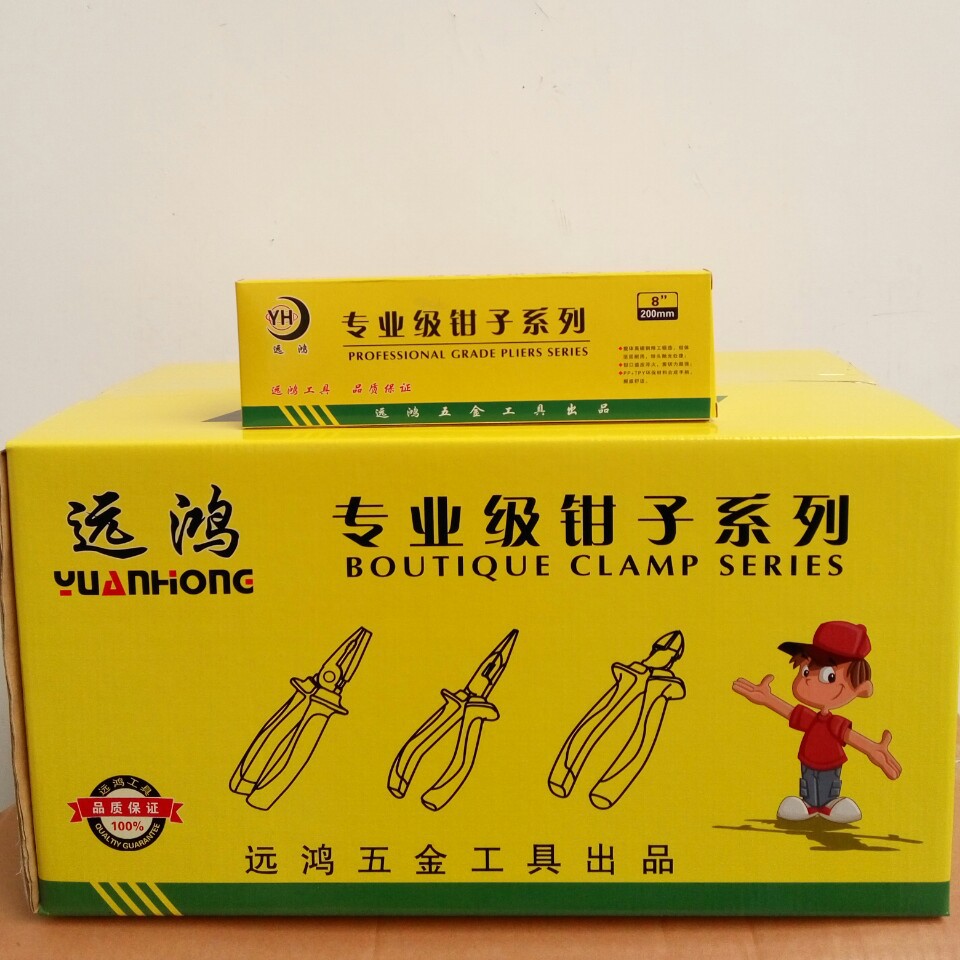 YH
远鸿
专业级钳子系列
PROFESSIONAL GRADE PLIERS SERIES
8”
200mm
远鸿工具 品质保证
远鸿五金工具出品
远鸿
YUANHONG
专业级钳子系列
BOUTIQUE CLAMP SERIES
远鸿工具
品质保证
100%
QUALTIY GUARANTEE
远鸿五金工具出品